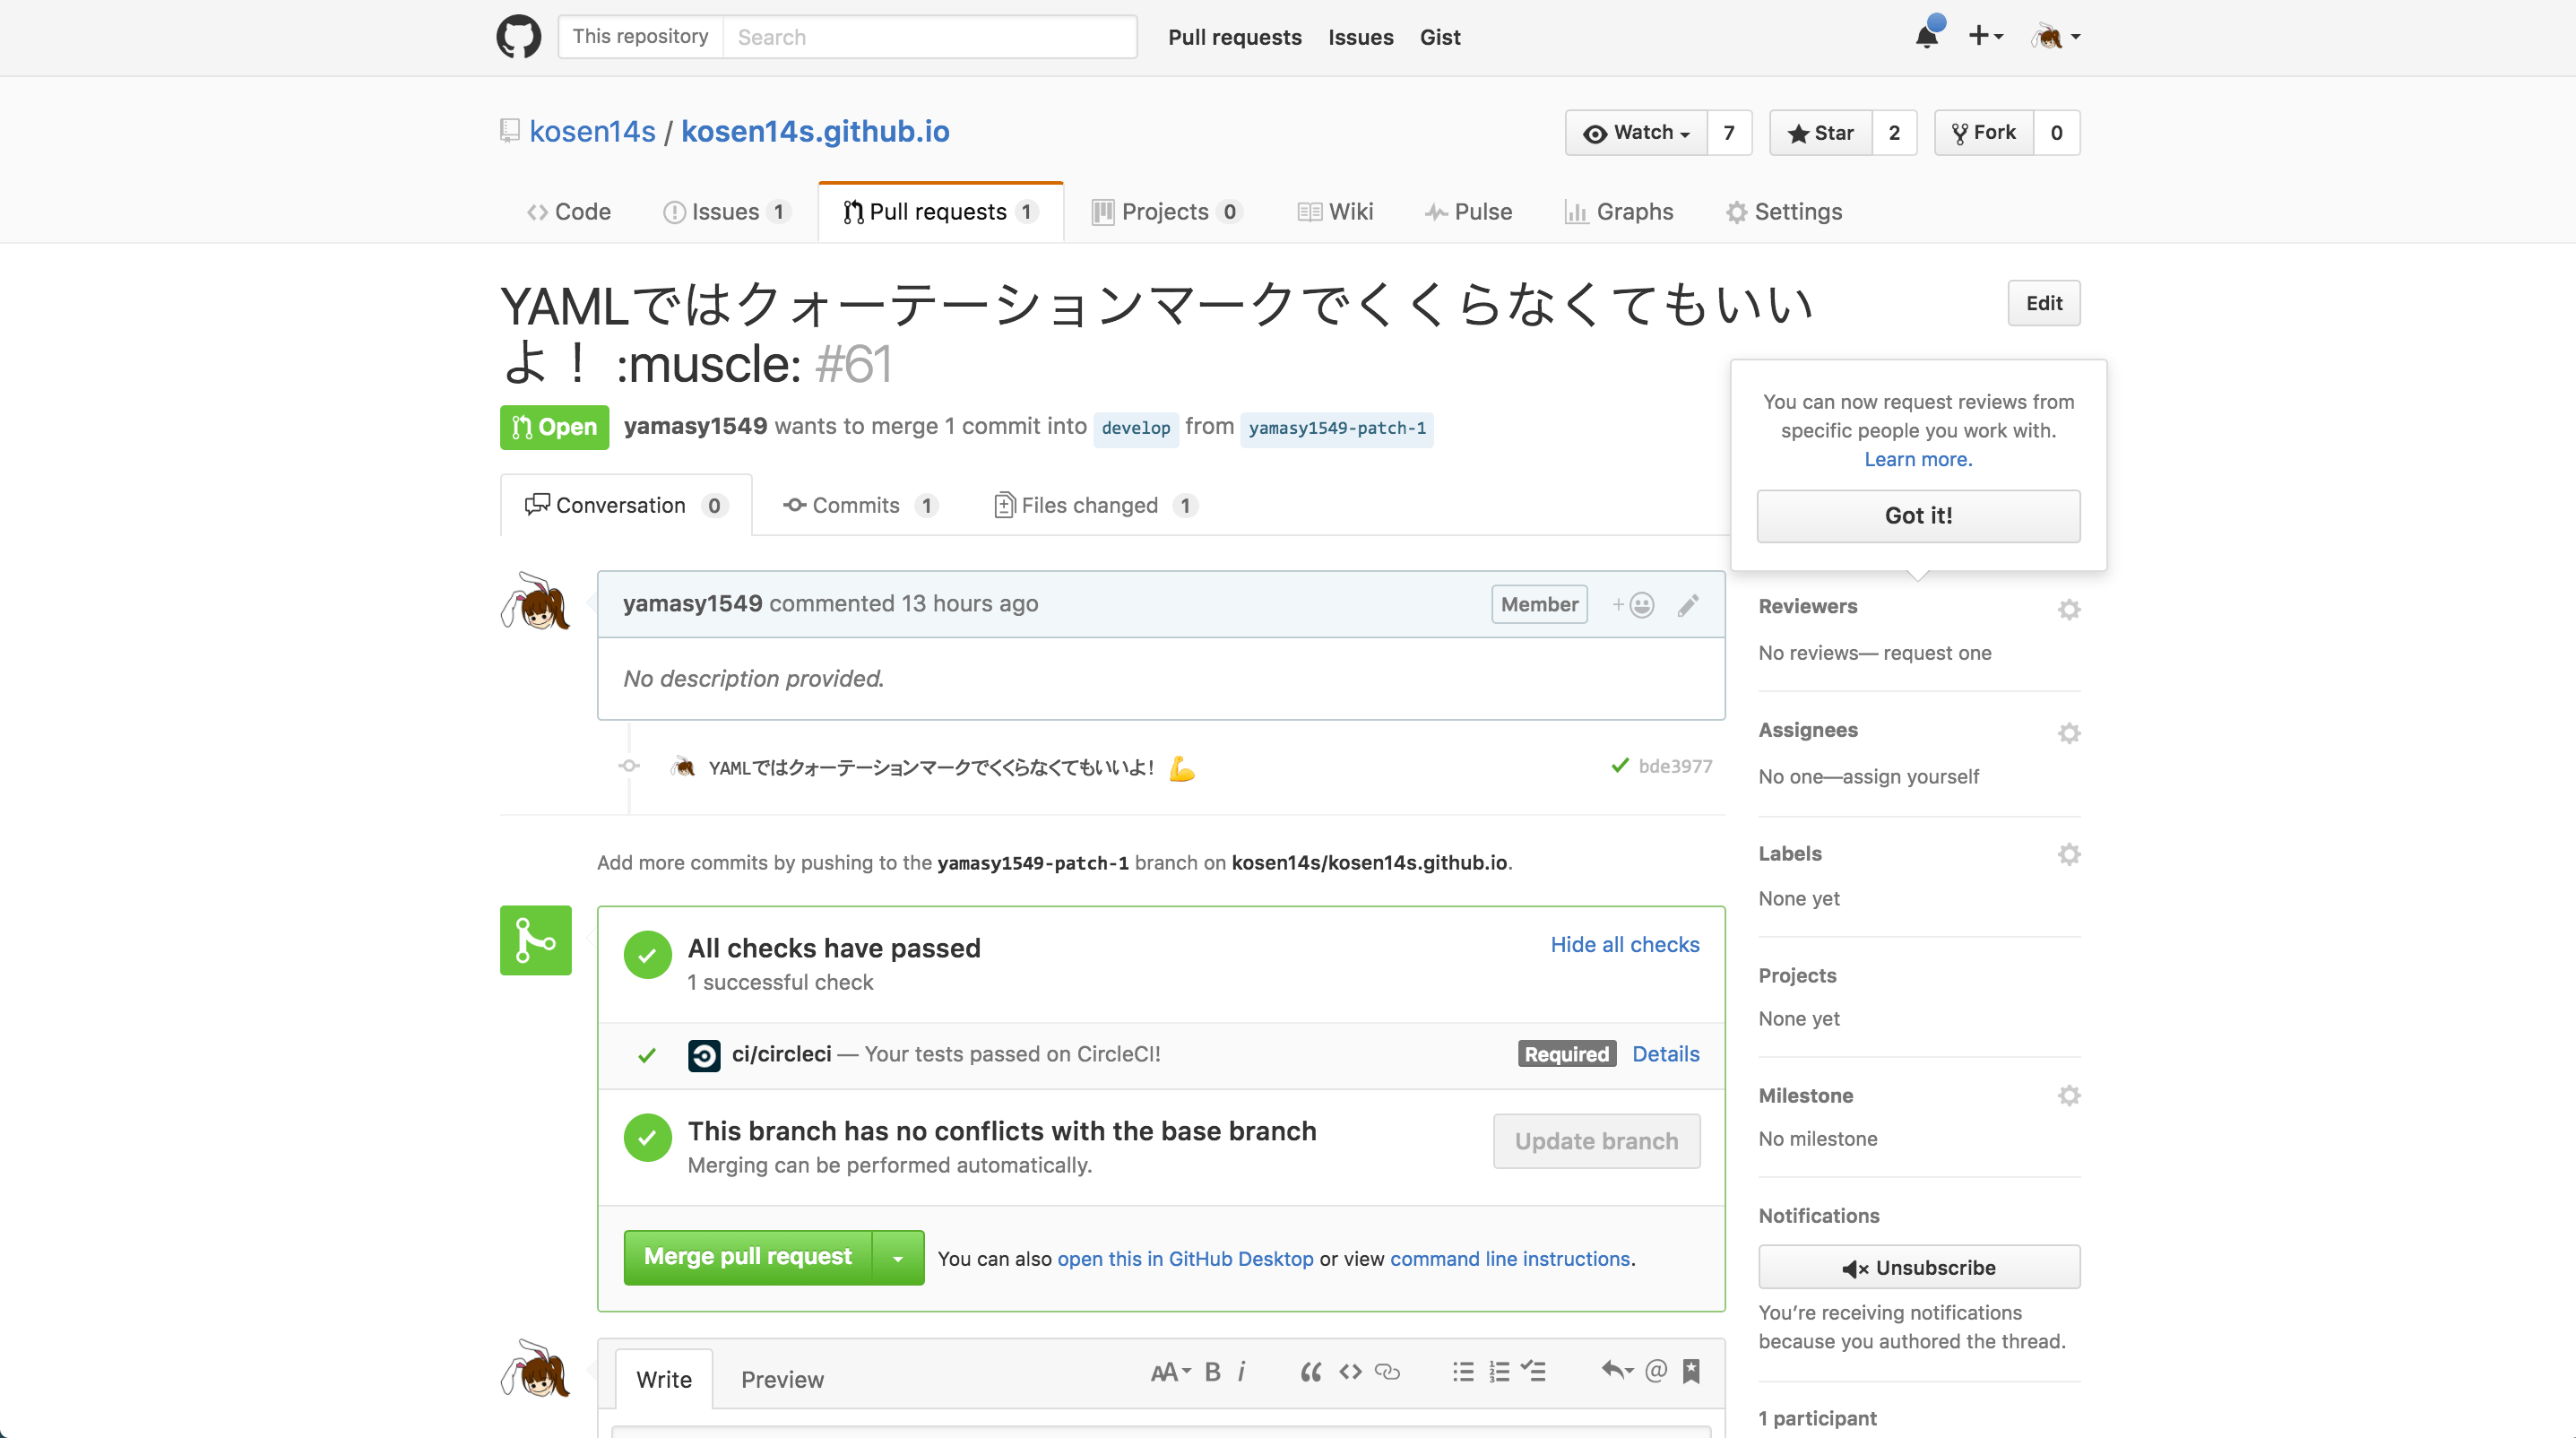 This repository Search Pull requests Issues Gist
kosen14s / kosen14s.github.io Watch 7 Star 2 Fork 0
Code Issues 1 Pull requests 1 Projects 0 Wiki Pulse Graphs Settings
YAMLではクォーテーションマークでくくらなくてもいい
よ！ :muscle: #61
Edit
Open yamasy1549 wants to merge 1 commit into develop from yamasy1549-patch-1
You can now request reviews from
specific people you work with.
Learn more.
Got it!
Conversation 0 Commits 1 Files changed 1
yamasy1549 commented 13 hours ago Member
No description provided.
YAMLではクォーテーションマークでくくらなくてもいいよ！ 💪 bde3977
Add more commits by pushing to the yamasy1549-patch-1 branch on kosen14s/kosen14s.github.io.
All checks have passed Hide all checks
1 successful check
ci/circleci — Your tests passed on CircleCI! Required Details
This branch has no conflicts with the base branch
Merging can be performed automatically.
Update branch
Merge pull request You can also open this in GitHub Desktop or view command line instructions.
Write Preview AA B i
Reviewers
No reviews— request one
Assignees
No one—assign yourself
Labels
None yet
Projects
None yet
Milestone
No milestone
Notifications
Unsubscribe
You’re receiving notifications
because you authored the thread.
1 participant